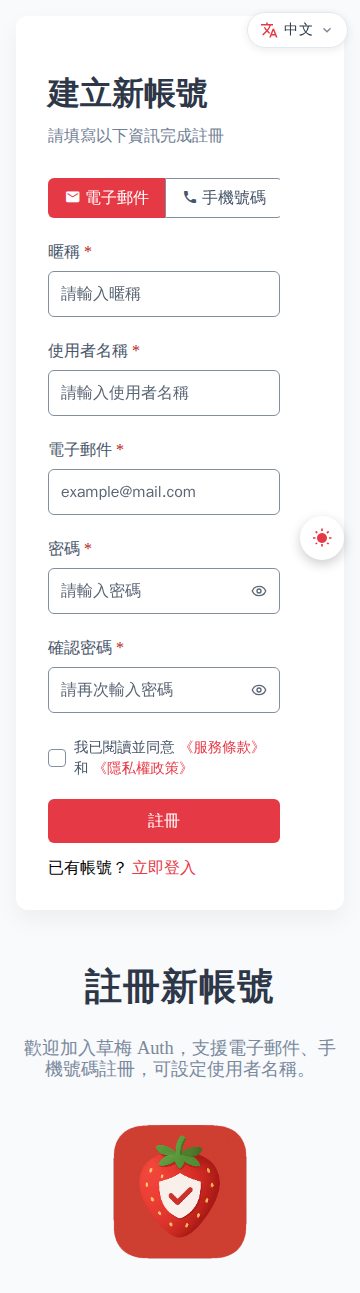 中文
建立新帳號
請填寫以下資訊完成註冊
電子郵件
手機號碼
暱稱 *
請輸入暱稱
使用者名稱 *
請輸入使用者名稱
電子郵件 *
example@mail.com
密碼 *
請輸入密碼
確認密碼 *
請再次輸入密碼
我已閱讀並同意 《服務條款》
和 《隱私權政策》
註冊
已有帳號？ 立即登入
註冊新帳號
歡迎加入草梅 Auth，支援電子郵件、手
機號碼註冊，可設定使用者名稱。